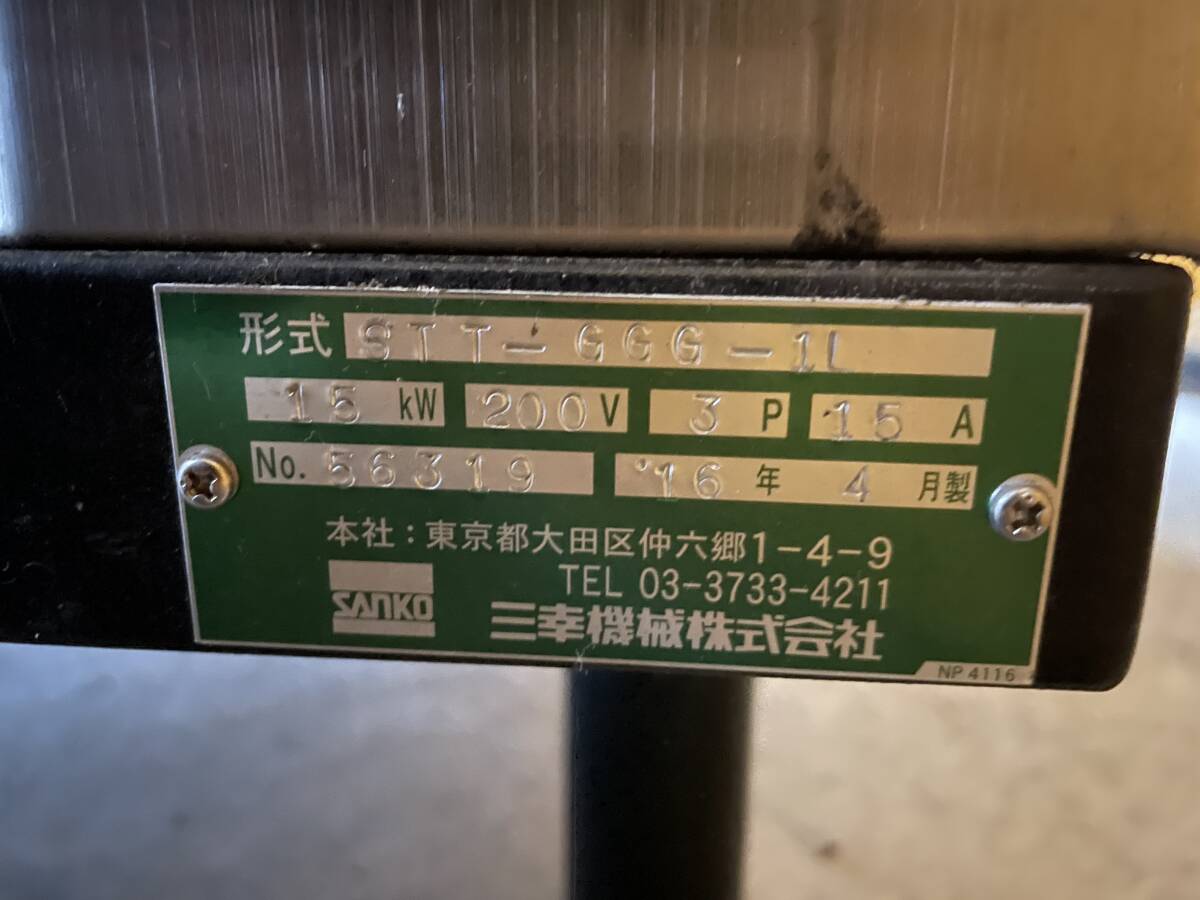 形式 STT-GGG-1L
15 kW 200V 3 P 15 A
No. 56319 '16 年 4 月製
本社:東京都大田区仲六郷1-4-9
TEL 03-3733-4211
SANKO 三幸機械株式会社
NP 4116